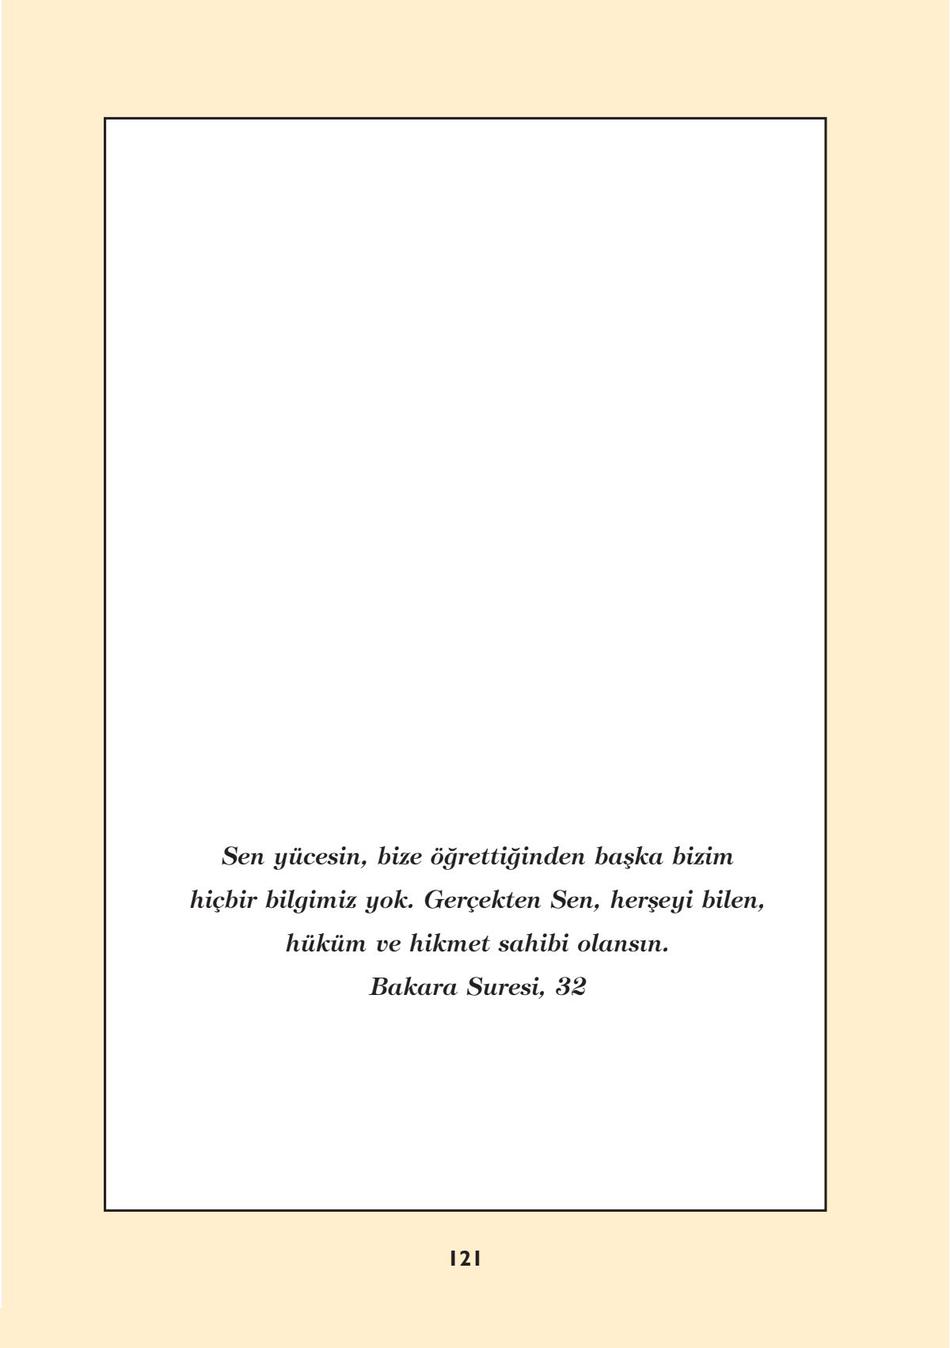 Sen yücesin, bize öğrettiğinden başka bizim
hiçbir bilgimiz yok. Gerçekten Sen, herşeyi bilen,
hüküm ve hikmet sahibi olansın.
Bakara Suresi, 32
121